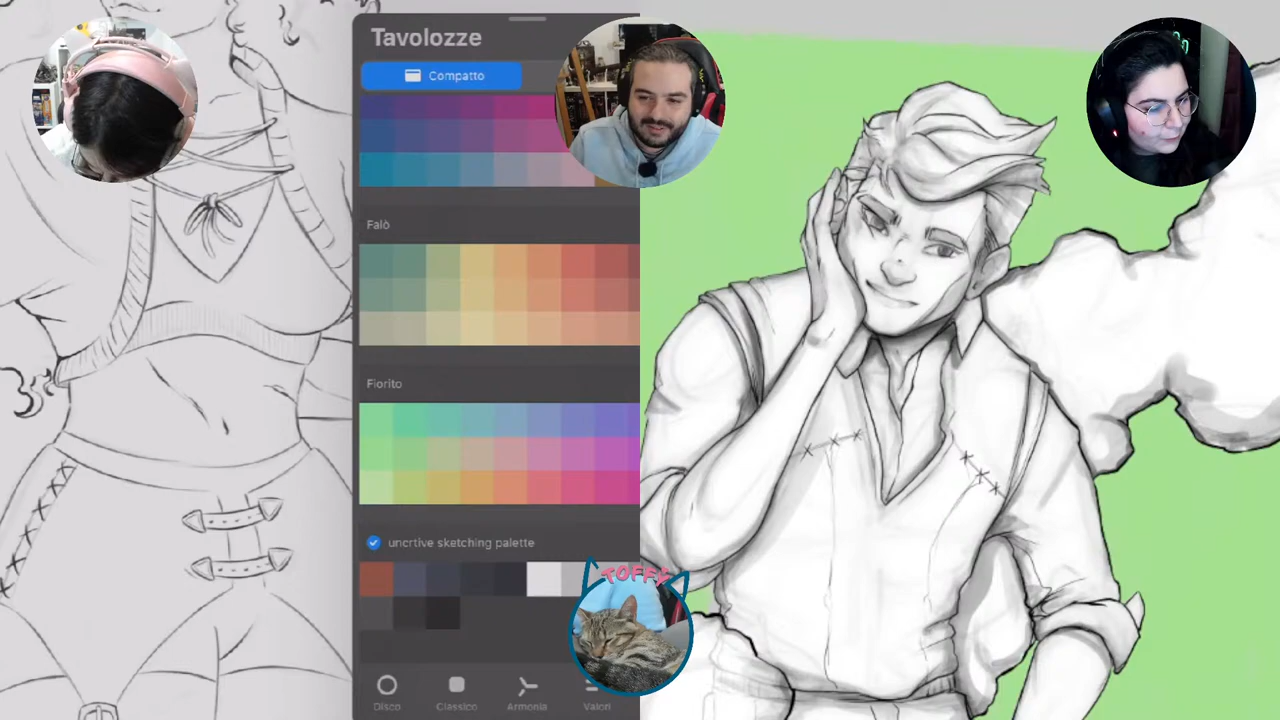 Tavolozze
Compatto
Falò
Fiorito
uncrtive sketching palette
TOFFY
Disco
Classico
Armonia
Valori